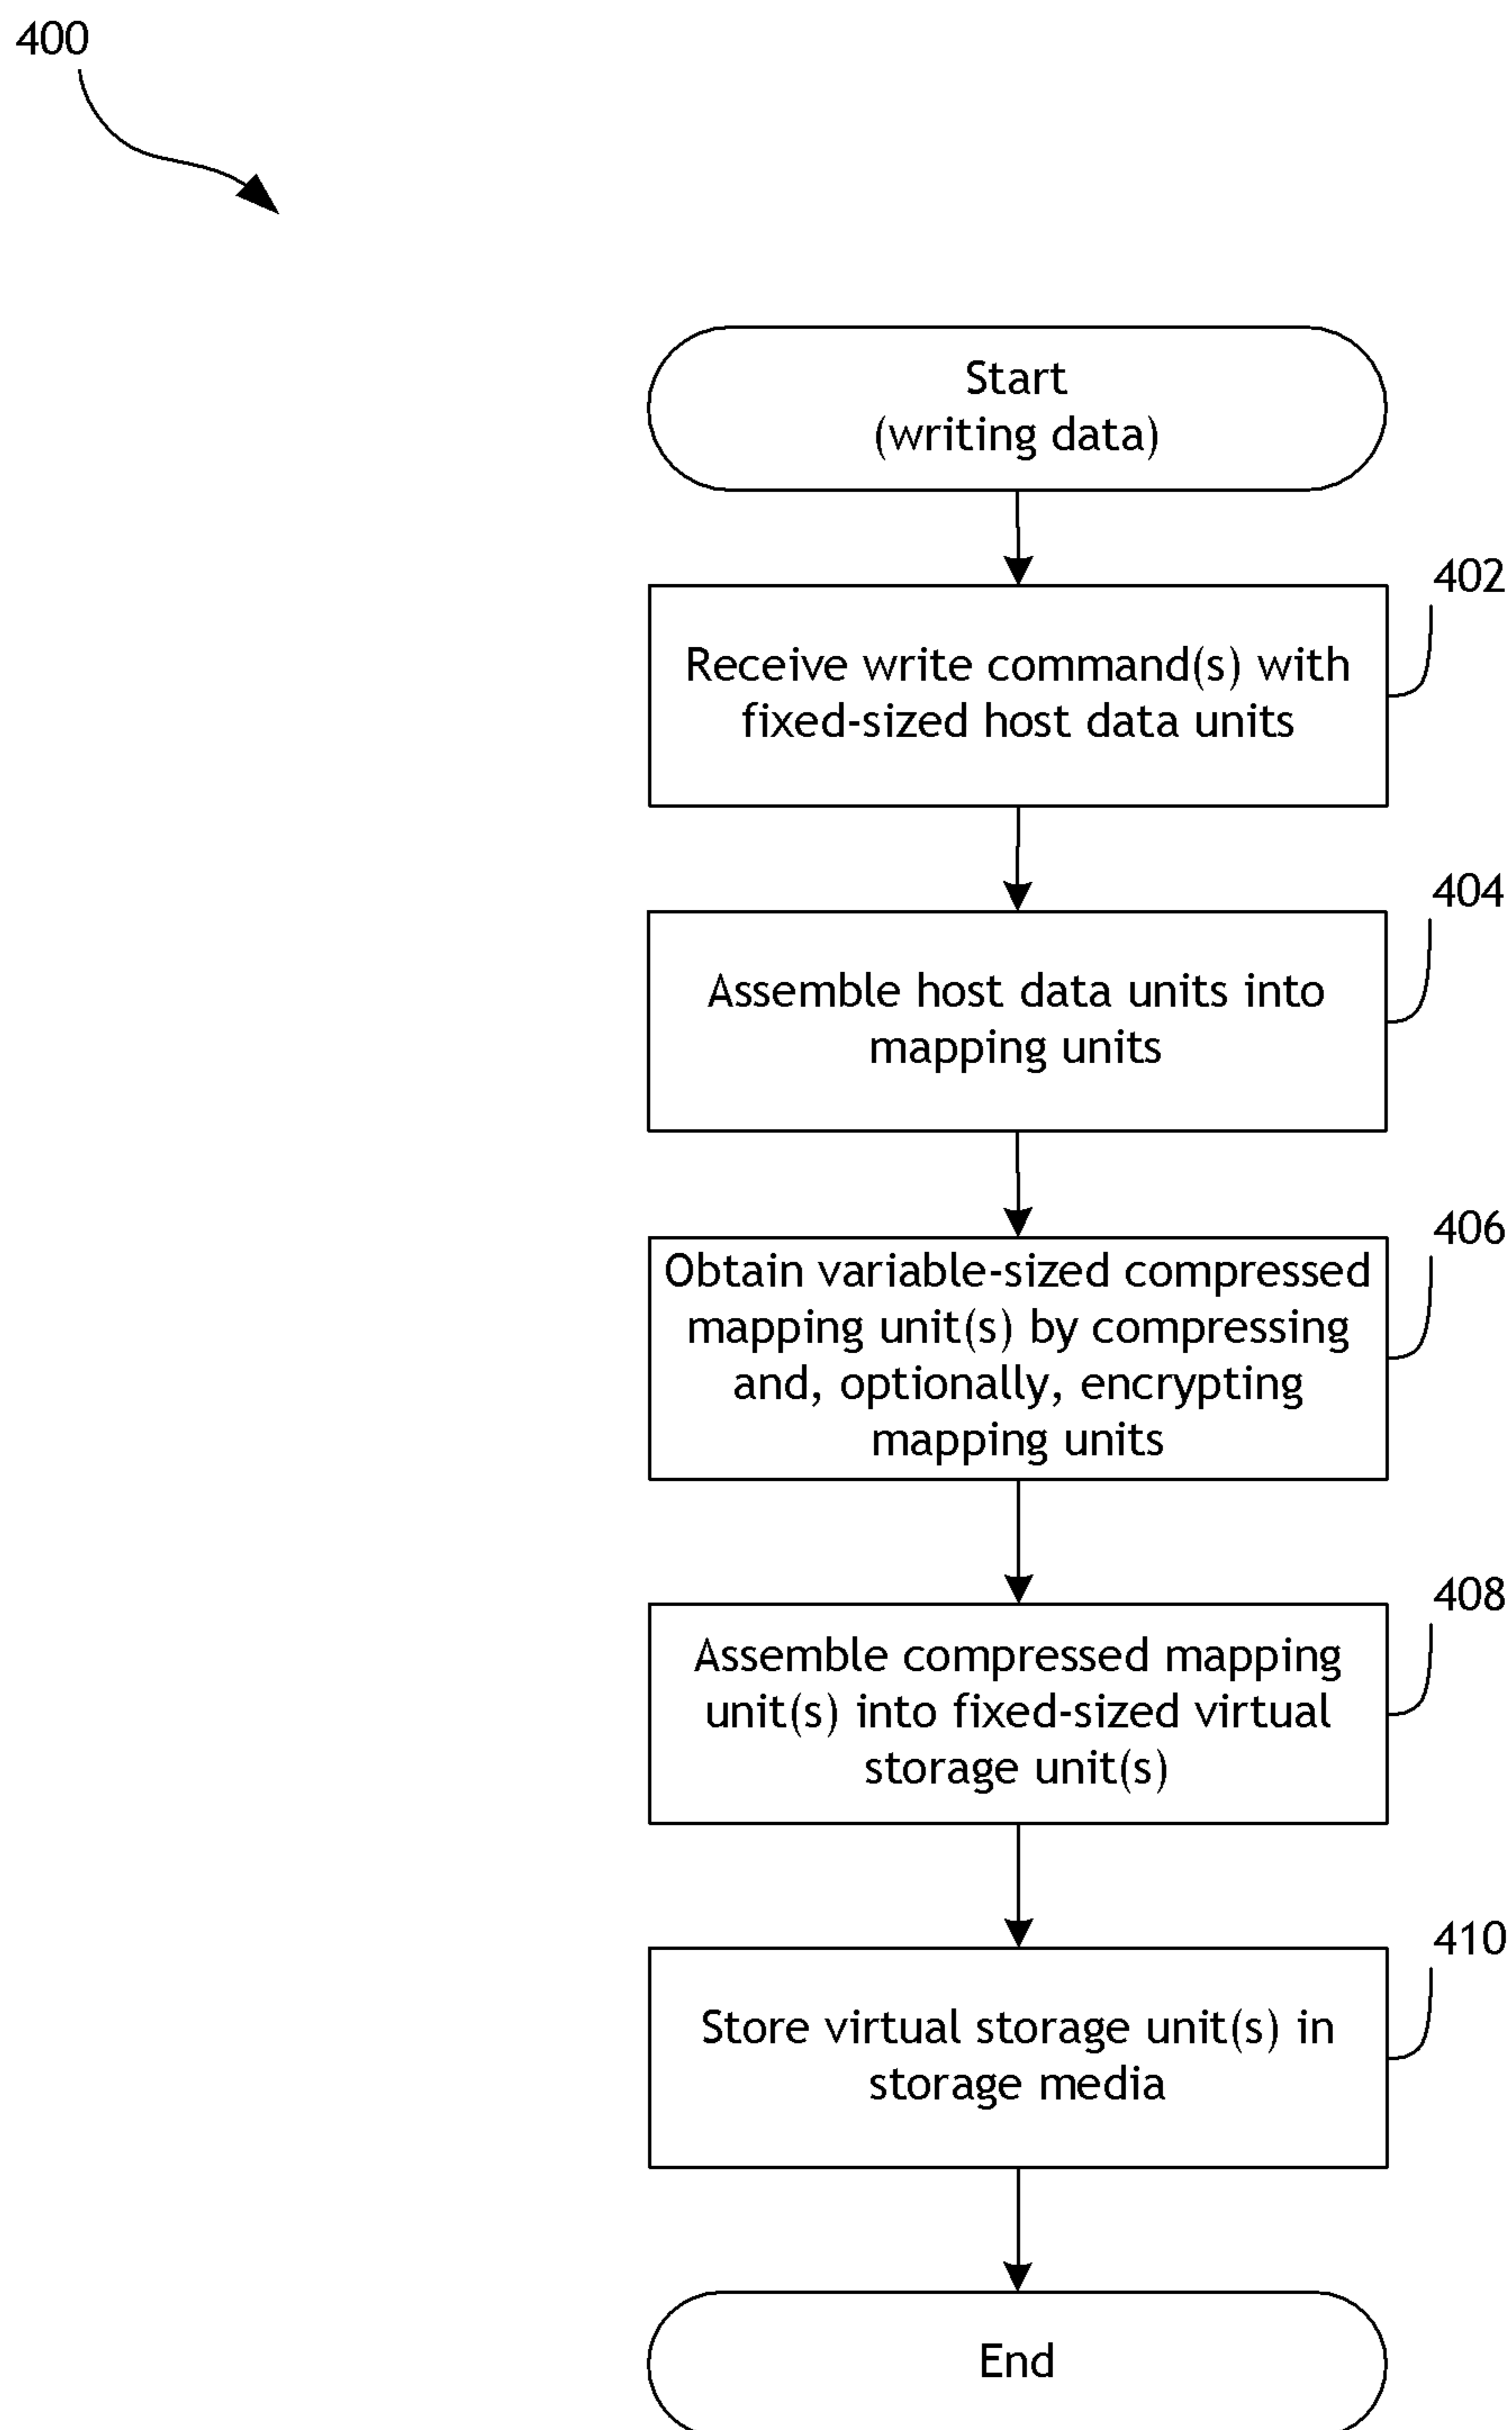 400
Start
(writing data)
402
Receive write command(s) with
fixed-sized host data units
404
Assemble host data units into
mapping units
406
Obtain variable-sized compressed
mapping unit(s) by compressing
and, optionally, encrypting
mapping units
408
Assemble compressed mapping
unit(s) into fixed-sized virtual
storage unit(s)
410
Store virtual storage unit(s) in
storage media
End